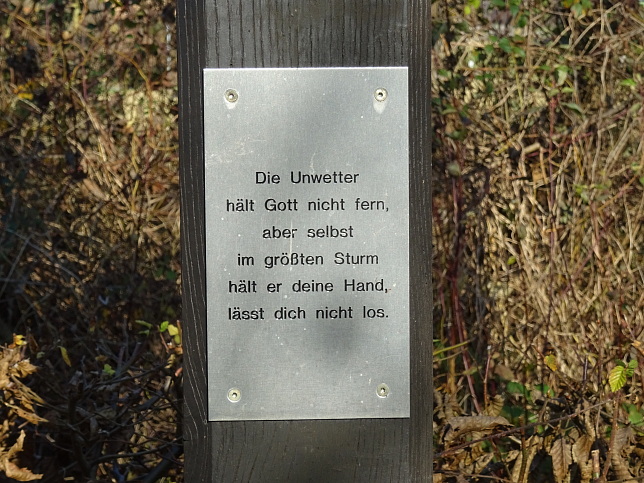 Die Unwetter
hält Gott nicht fern,
aber selbst
im größten Sturm
hält er deine Hand,
lässt dich nicht los.